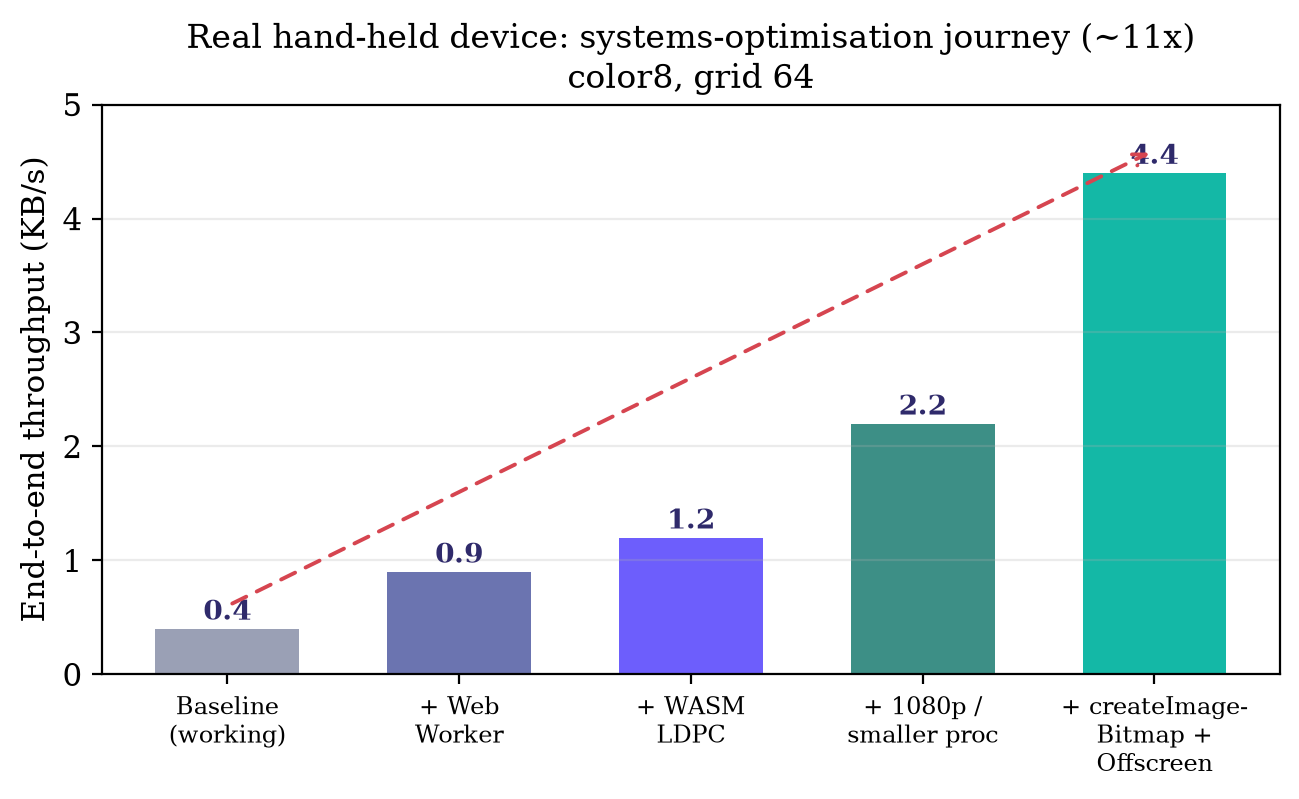 Real hand-held device: systems-optimisation journey (~11x)
color8, grid 64
End-to-end throughput (KB/s)
5
4
3
2
1
0
0.4
0.9
1.2
2.2
4.4
Baseline
(working)
+ Web
Worker
+ WASM
LDPC
+ 1080p /
smaller proc
+ createImage-
Bitmap +
Offscreen